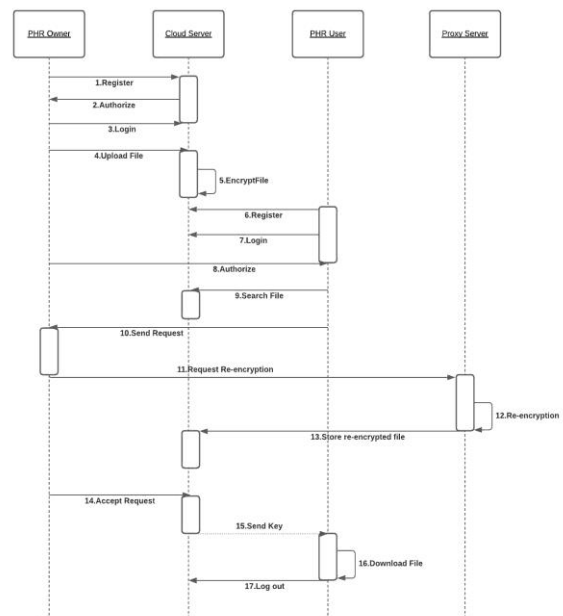 PHR Owner
Cloud Server
PHR User
Proxy Server
1.Register
2.Authorize
3.Login
4.Upload File
5.EncryptFile
6.Register
7.Login
8.Authorize
9.Search File
10.Send Request
11.Request Re-encryption
12.Re-encryption
13.Store re-encrypted file
14.Accept Request
15.Send Key
16.Download File
17.Log out